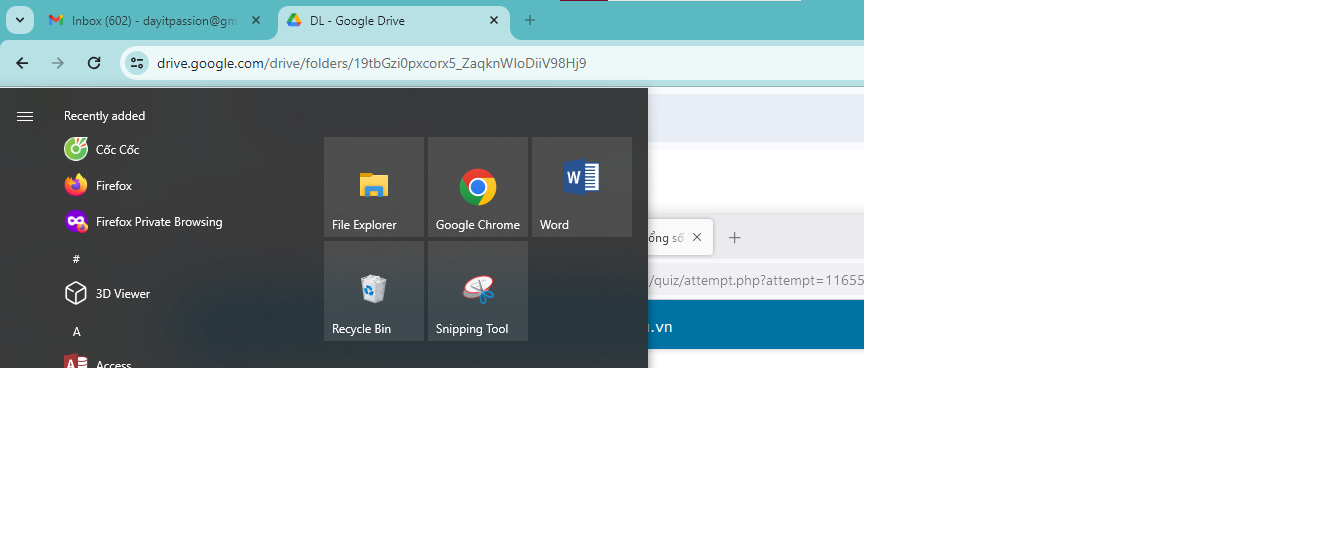 Inbox (602) - dayitpassion@gm
DL - Google Drive
drive.google.com/drive/folders/19tbGzi0pxcorx5_ZaqknWIoDiiV98Hj9
Recently added
Cốc Cốc
Firefox
Firefox Private Browsing
#
3D Viewer
A
Access
File Explorer
Google Chrome
Word
Recycle Bin
Snipping Tool
ổng số
/quiz/attempt.php?attempt=11655
.vn